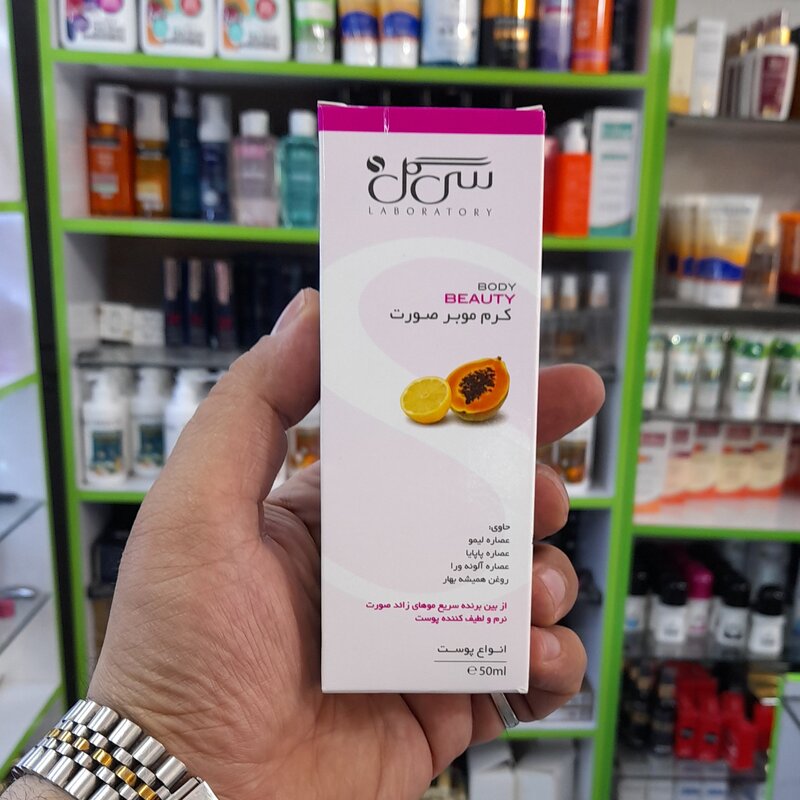 سی گل
LABORATORY
BODY
BEAUTY
کرم موبر صورت
حاوی:
عصاره لیمو
عصاره پاپایا
عصاره آلوئه ورا
روغن همیشه بهار
از بین برنده سریع موهای زائد صورت
نرم و لطیف کننده پوست
انواع پوست
℮ 50ml